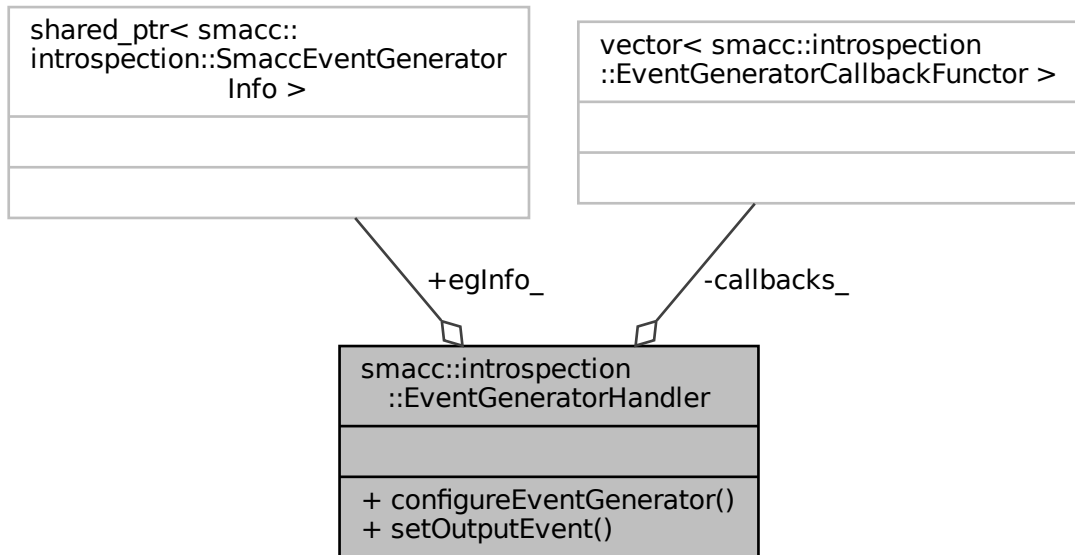 shared_ptr< smacc::
introspection::SmaccEventGenerator
Info >
vector< smacc::introspection
::EventGeneratorCallbackFunctor >
+egInfo_
-callbacks_
smacc::introspection
::EventGeneratorHandler
+ configureEventGenerator()
+ setOutputEvent()